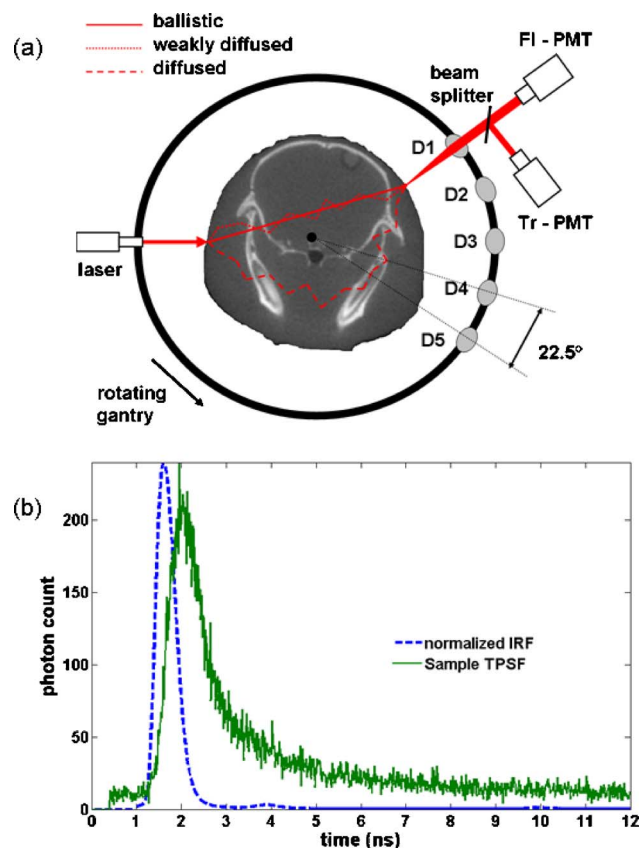 (a)
ballistic
weakly diffused
diffused
Fl - PMT
beam
splitter
D1
D2
Tr - PMT
D3
laser
D4
D5
22.5°
rotating
gantry
(b)
photon count
200
150
100
50
0
normalized IRF
Sample TPSF
0 1 2 3 4 5 6 7 8 9 10 11 12
time (ns)